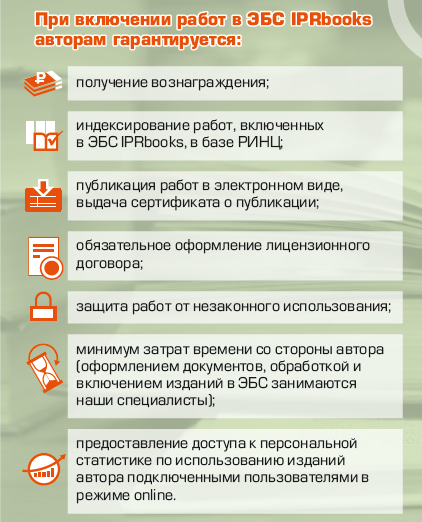 При включении работ в ЭБС IPRbooks
авторам гарантируется:
получение вознаграждения;
индексирование работ, включенных
в ЭБС IPRbooks, в базе РИНЦ;
публикация работ в электронном виде,
выдача сертификата о публикации;
обязательное оформление лицензионного
договора;
защита работ от незаконного использования;
минимум затрат времени со стороны автора
(оформлением документов, обработкой и
включением изданий в ЭБС занимаются
наши специалисты);
предоставление доступа к персональной
статистике по использованию изданий
автора подключенными пользователями в
режиме online.